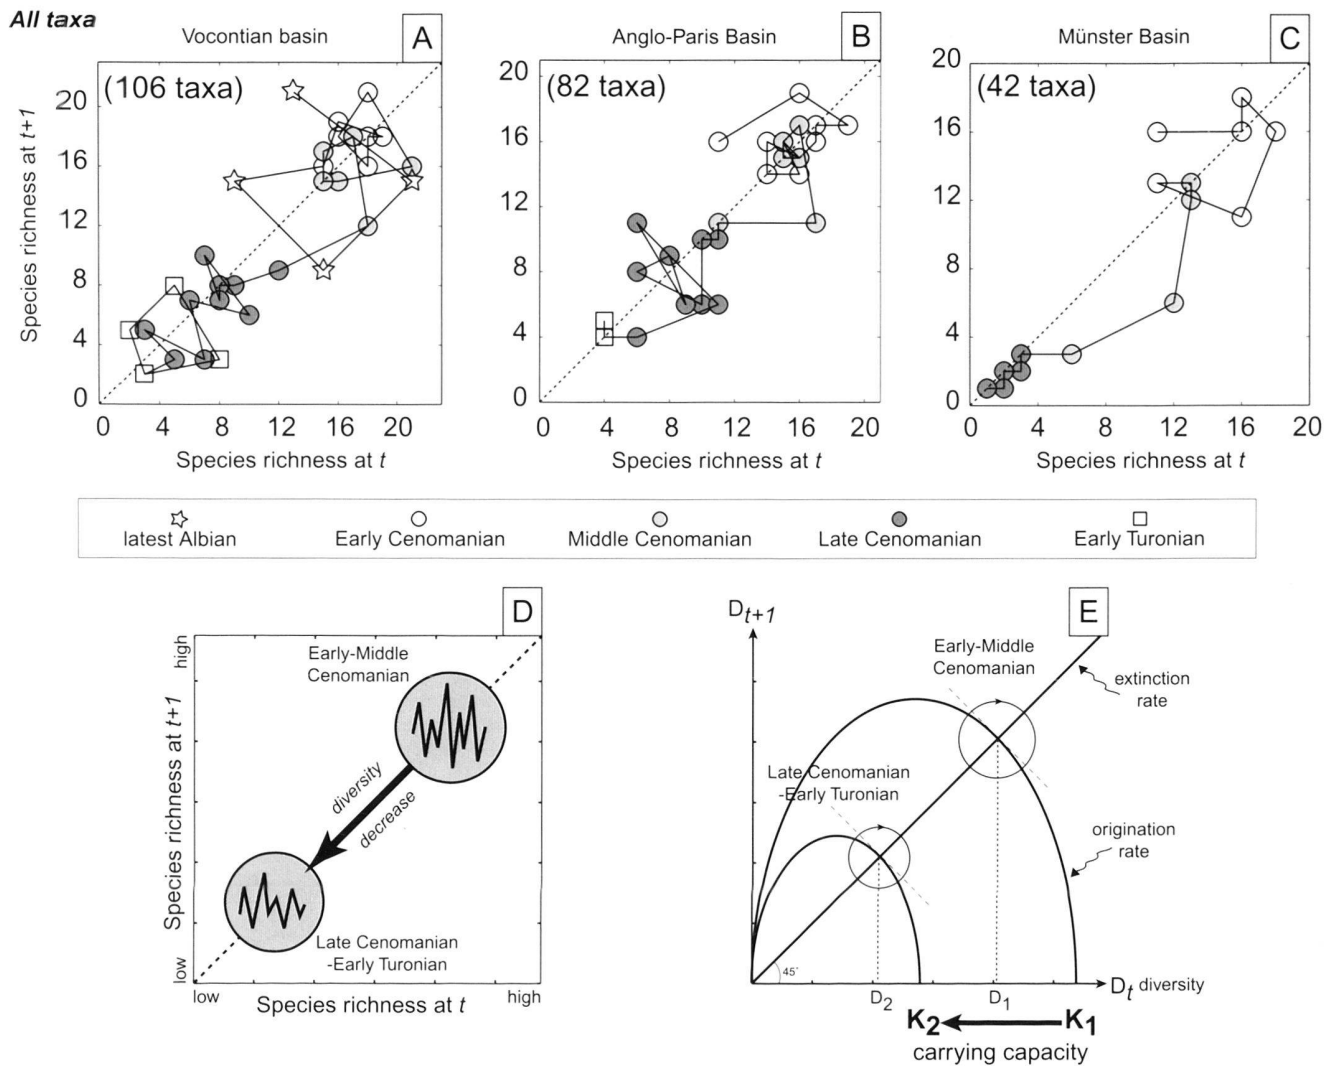 All taxa
Vocontian basin
A
(106 taxa)
Species richness at t+1
20
16
12
8
4
0
0 4 8 12 16 20
Species richness at t
Anglo-Paris Basin
B
(82 taxa)
20
16
12
8
4
0
0 4 8 12 16 20
Species richness at t
Münster Basin
C
(42 taxa)
20
16
12
8
4
0
0 4 8 12 16 20
Species richness at t
latest Albian
Early Cenomanian
Middle Cenomanian
Late Cenomanian
Early Turonian
D
high
Species richness at t+1
low
Early-Middle
Cenomanian
diversity
decrease
Late Cenomanian
-Early Turonian
low
high
Species richness at t
E
Dt+1
Early-Middle
Cenomanian
extinction
rate
Late Cenomanian
-Early Turonian
origination
rate
45°
D2
D1
Dt diversity
K2 K1
carrying capacity